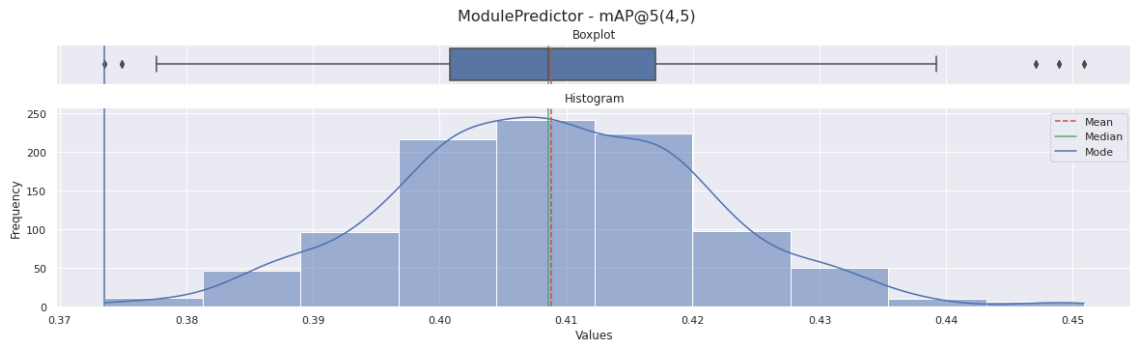 ModulePredictor - mAP@5(4,5)
Boxplot
Histogram
250
200
150
100
50
0
Frequency
Mean
Median
Mode
0.37 0.38 0.39 0.40 0.41 0.42 0.43 0.44 0.45
Values